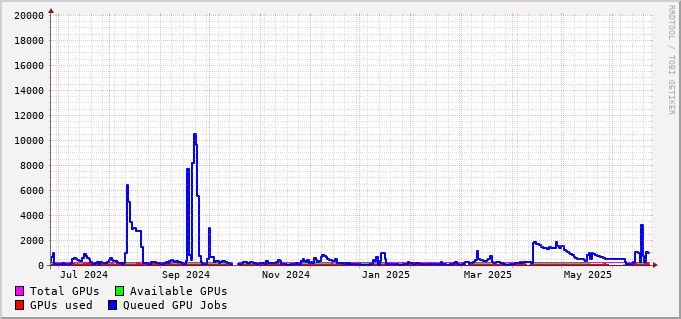 20000
18000
16000
14000
12000
10000
8000
6000
4000
2000
0
Jul 2024 Sep 2024 Nov 2024 Jan 2025 Mar 2025 May 2025
Total GPUs Available GPUs
GPUs used Queued GPU Jobs
RRDTOOL / TOBI OETIKER